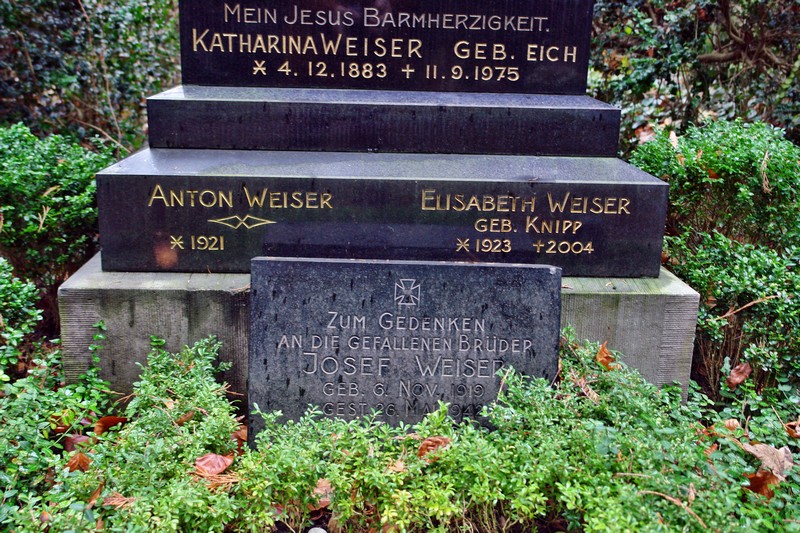 MEIN JESUS BARMHERZIGKEIT.
KATHARINA WEISER GEB. EICH
* 4.12.1883 + 11.9.1975
ANTON WEISER
* 1921
ELISABETH WEISER
GEB. KNIPP
* 1923 + 2004
ZUM GEDENKEN
AN DIE GEFALLENEN BRÜDER
JOSEF WEISER
GEB. 6. NOV. 1919
GEST. 26. MAI